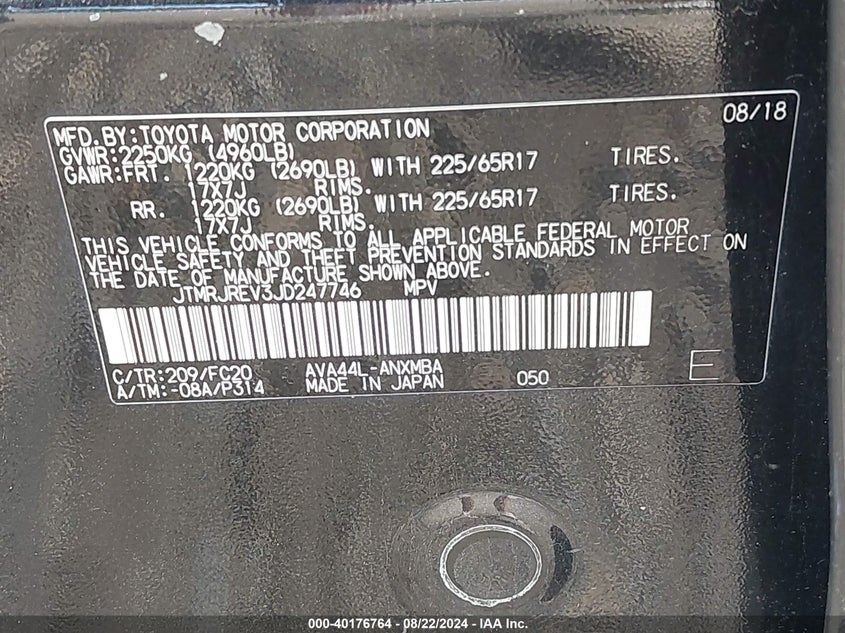 08/18
MFD.BY:TOYOTA MOTOR CORPORATION
GVWR:2250KG (4960LB)
GAWR:FRT. 1220KG (2690LB) WITH 225/65R17 TIRES.
17X7J RIMS.
RR. 1220KG (2690LB) WITH 225/65R17 TIRES.
17X7J RIMS.
THIS VEHICLE CONFORMS TO ALL APPLICABLE FEDERAL MOTOR
VEHICLE SAFETY AND THEFT PREVENTION STANDARDS IN EFFECT ON
THE DATE OF MANUFACTURE SHOWN ABOVE.
JTMRJREV3JD247746 MPV
C/TR:209/FC20 AVA44L-ANXMBA
A/TM:-08A/P314 MADE IN JAPAN 050 E
000-40176764 - 08/22/2024 - IAA Inc.